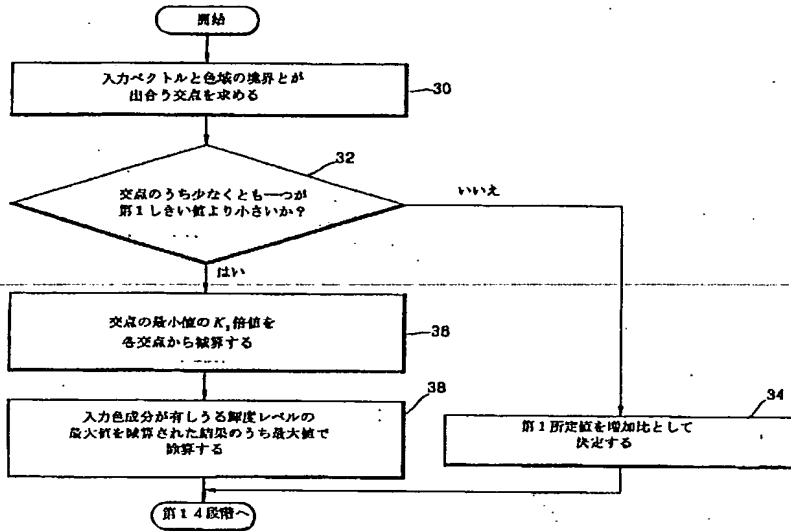 開始
入力ベクトルと色域の境界とが
出合う交点を求める
30
32
交点のうち少なくとも一つが
第1しきい値より小さいか?
いいえ
はい
交点の最小値のK₁倍値を
各交点から減算する
38
入力色成分が有しうる輝度レベルの
最大値を減算された結果のうち最大値で
除算する
38
第1所定値を増加比として
決定する
34
第14段階へ